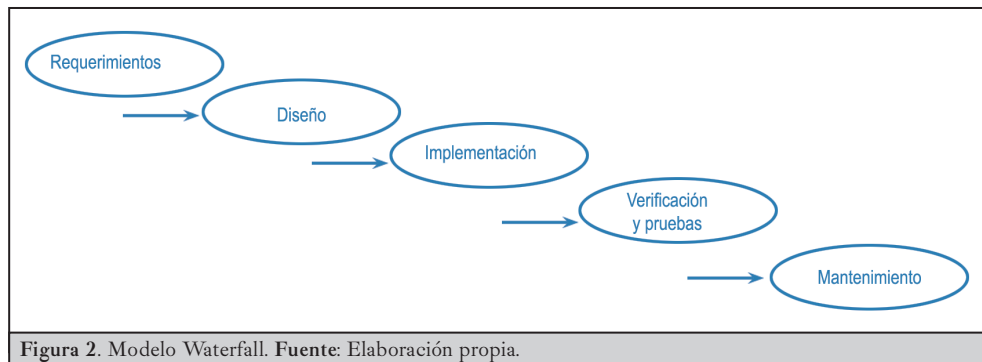 Requerimientos
Diseño
Implementación
Verificación
y pruebas
Mantenimiento
Figura 2. Modelo Waterfall. Fuente: Elaboración propia.